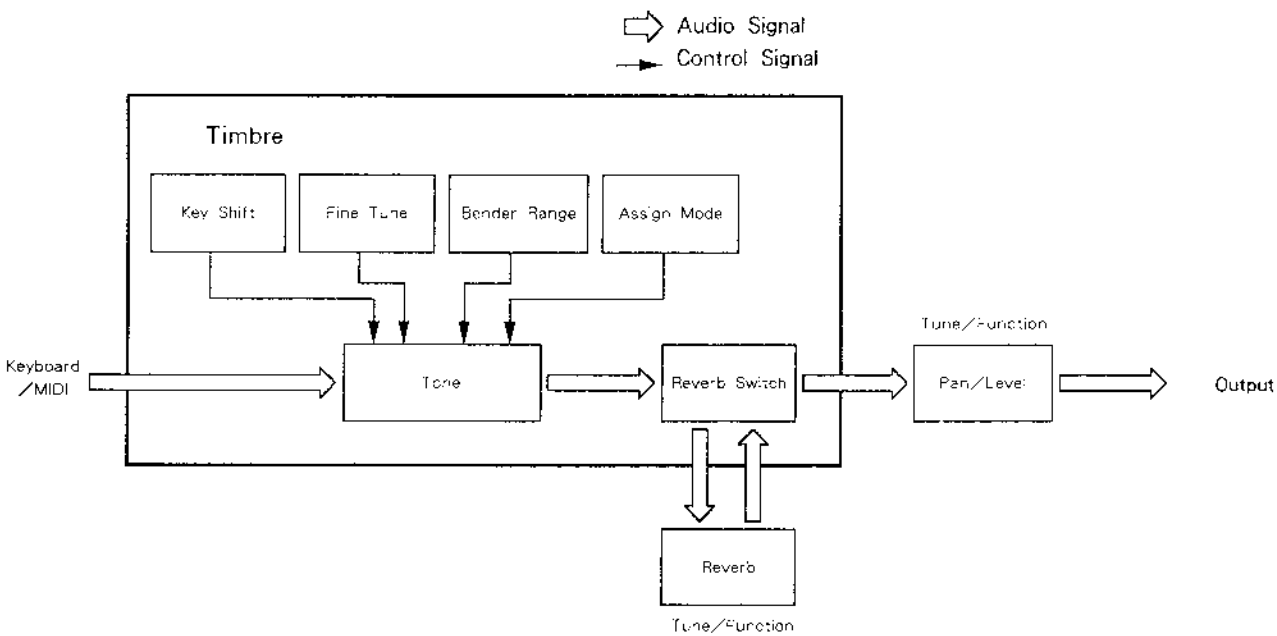 Audio Signal
Control Signal
Timbre
Key Shift
Fine Tune
Bender Range
Assign Mode
Tune/Function
Keyboard
/MIDI
Tone
Reverb Switch
Pan/Level
Output
Reverb
Tune/Function